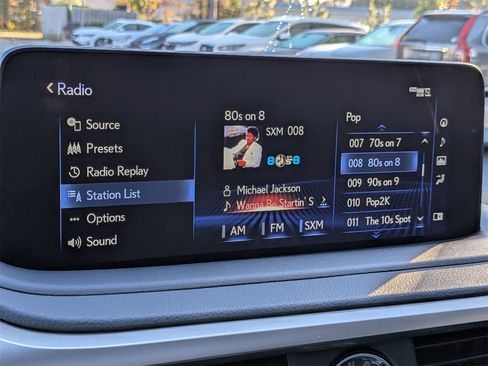 Radio
Source
Presets
Radio Replay
Station List
Options
Sound
80s on 8
SXM 008
Michael Jackson
Wanna Be Startin' S
AM
FM
SXM
Pop
007 70s on 7
008 80s on 8
009 90s on 9
010 Pop2K
011 The 10s Spot